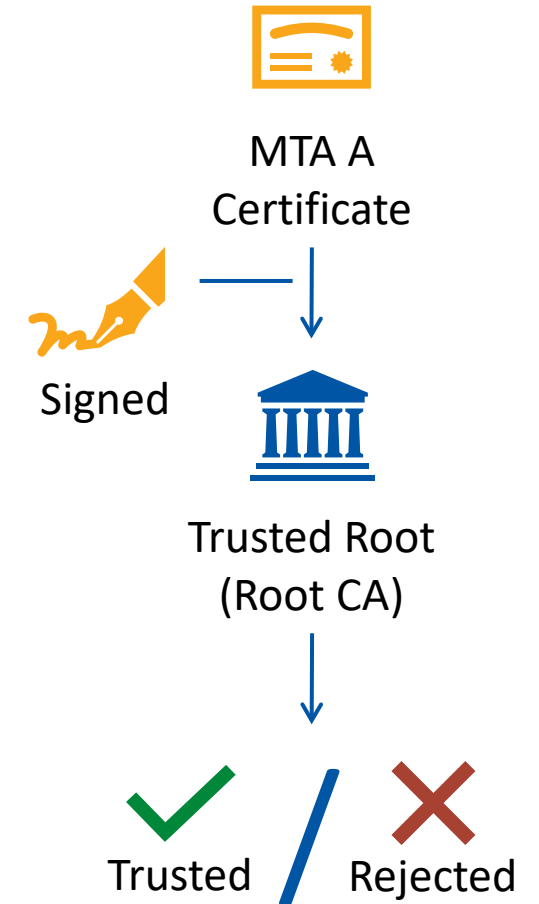 MTA A
Certificate
Signed
Trusted Root
(Root CA)
Trusted
Rejected